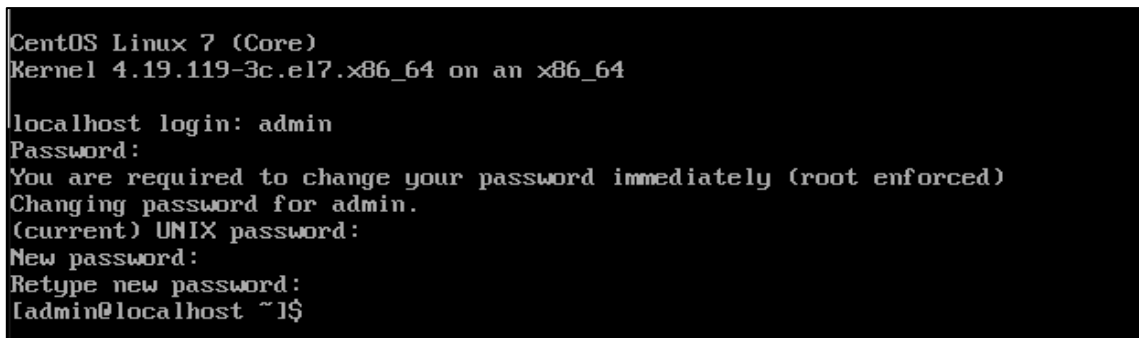 CentOS Linux 7 (Core)
Kernel 4.19.119-3c.el7.x86_64 on an x86_64
localhost login: admin
Password:
You are required to change your password immediately (root enforced)
Changing password for admin.
(current) UNIX password:
New password:
Retype new password:
[admin@localhost ~]$